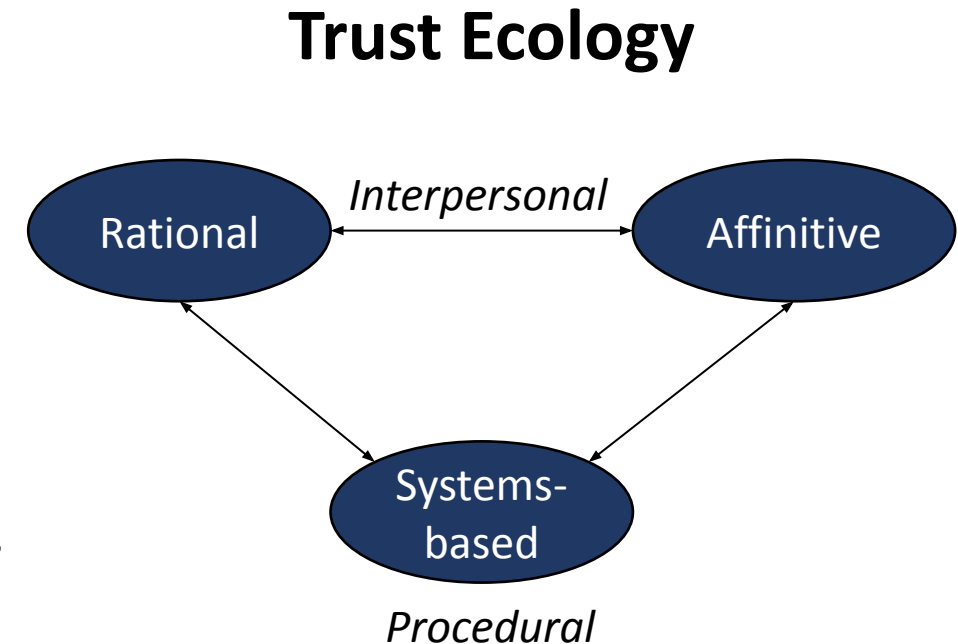 Trust Ecology
Interpersonal
Rational
Affinitive
Systems-
based
Procedural